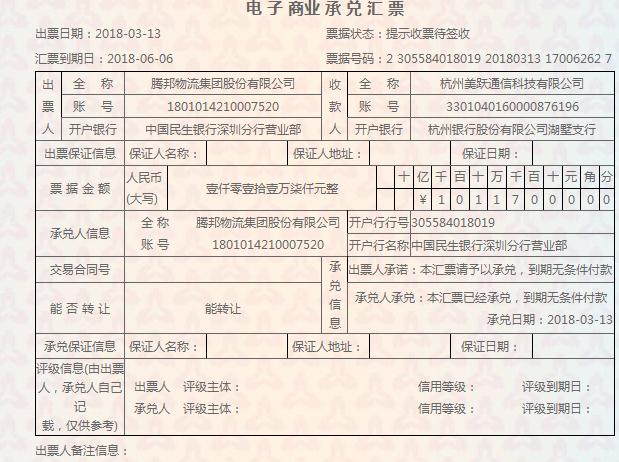 电子商业承兑汇票
出票日期：2018-03-13 票据状态：提示收票待签收
汇票到期日：2018-06-06 票据号码：2 305584018019 20180313 17006262 7
出票人 全 称 腾邦物流集团股份有限公司 收款人 全 称 杭州美跃通信科技有限公司
账 号 1801014210007520 账 号 3301040160000876196
开户银行 中国民生银行深圳分行营业部 开户银行 杭州银行股份有限公司湖墅支行
出票保证信息 保证人名称： 保证人地址： 保证日期：
票据金额 人民币(大写) 壹仟零壹拾壹万柒仟元整 十 亿 千 百 十 万 千 百 十 元 角 分
￥ 1 0 1 1 7 0 0 0 0 0
承兑人信息 全 称 腾邦物流集团股份有限公司 开户行行号 305584018019
账 号 1801014210007520 开户行名称 中国民生银行深圳分行营业部
交易合同号 承兑信息 出票人承诺：本汇票请予以承兑，到期无条件付款
能否转让 能转让 承兑人承兑：本汇票已经承兑，到期无条件付款
承兑日期：2018-03-13
承兑保证信息 保证人名称： 保证人地址： 保证日期：
评级信息(由出票
人，承兑人自己
记
载，仅供参考)
出票人 评级主体： 信用等级： 评级到期日：
承兑人 评级主体： 信用等级： 评级到期日：
出票人备注信息：